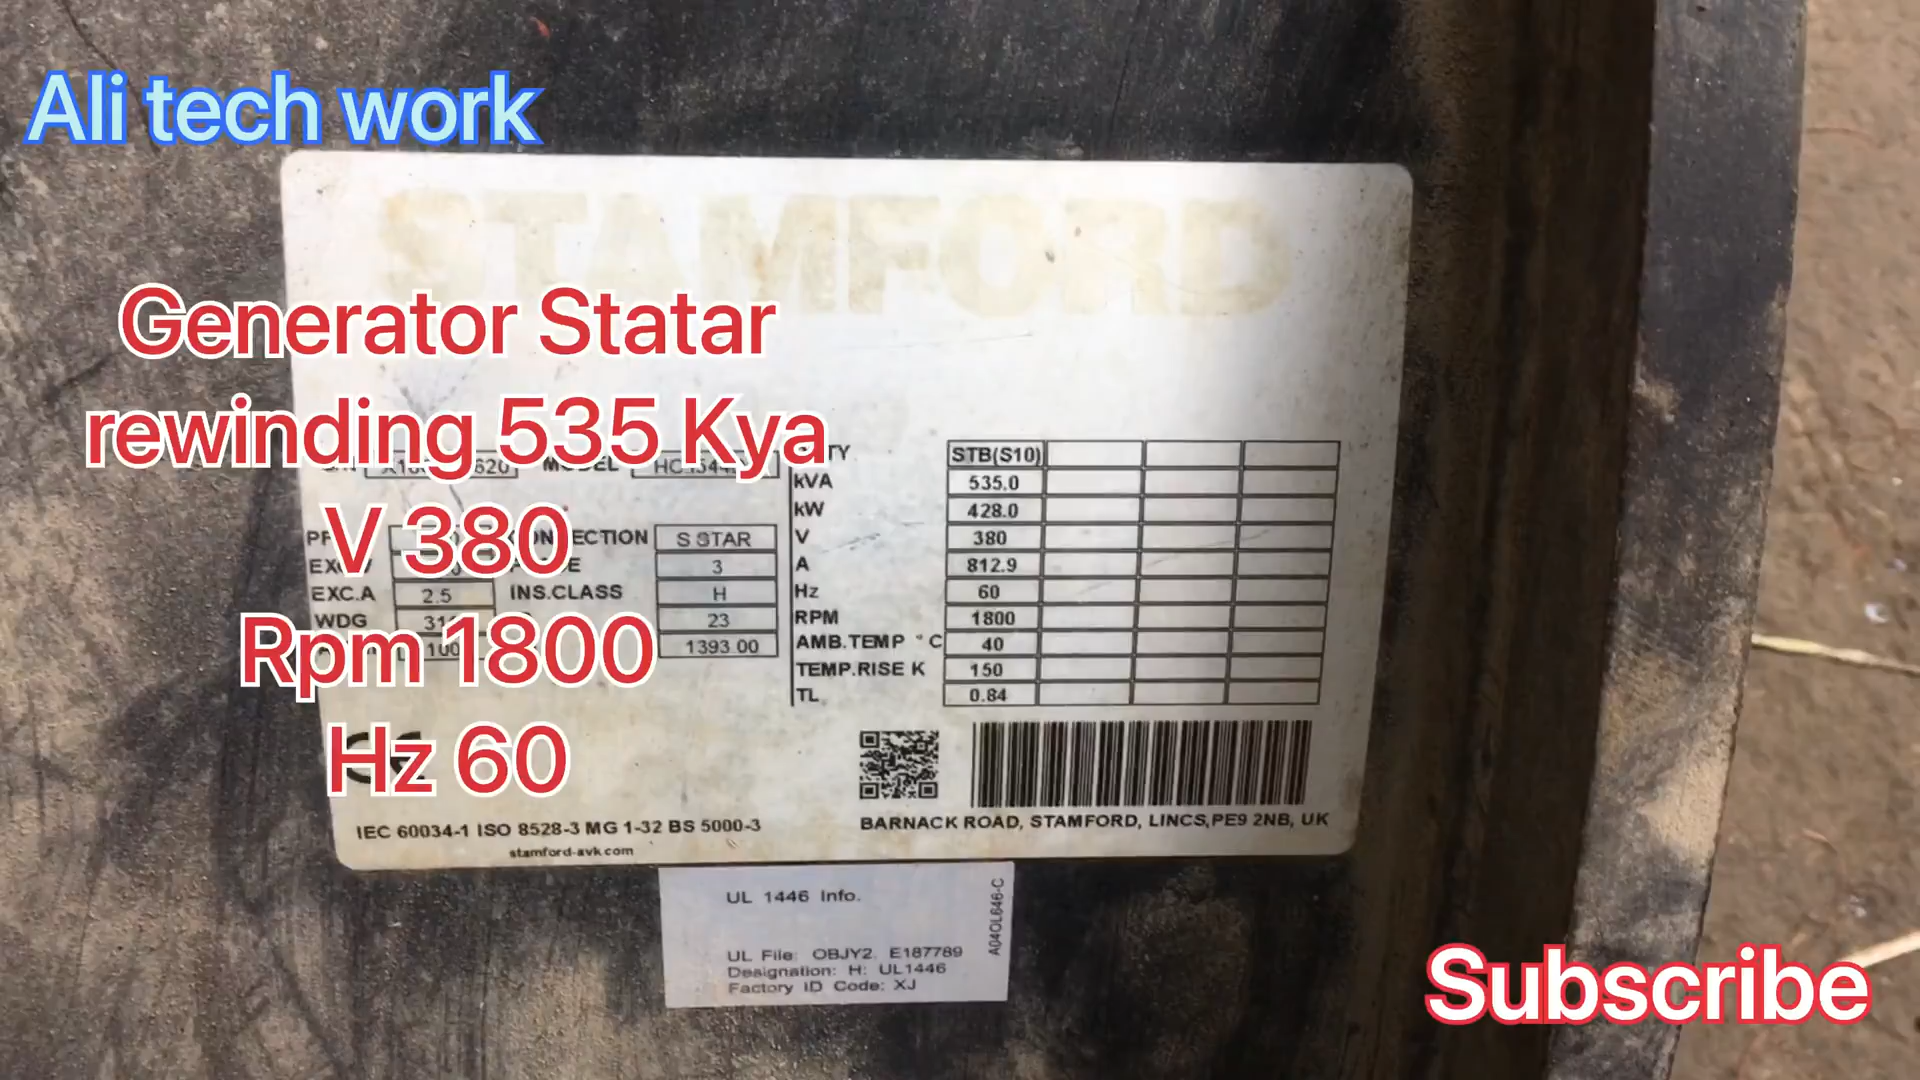 Ali tech work
STAMFORD
Generator Statar
rewinding 535 Kya
V 380
Rpm 1800
Hz 60
MODEL
CONNECTION S STAR
3
EXC.A 2.5 INS.CLASS H
WDG 23
1393.00
STB(S10)
kVA 535.0
kW 428.0
V 380
A 812.9
Hz 60
RPM 1800
AMB.TEMP °C 40
TEMP.RISE K 150
TL 0.84
CE
IEC 60034-1 ISO 8528-3 MG 1-32 BS 5000-3
stamford-avk.com
BARNACK ROAD, STAMFORD, LINCS,PE9 2NB, UK
UL 1446 Info.
UL File: OBJY2. E187789
Designation: H: UL1446
Factory ID Code: XJ
A040L646-C
Subscribe